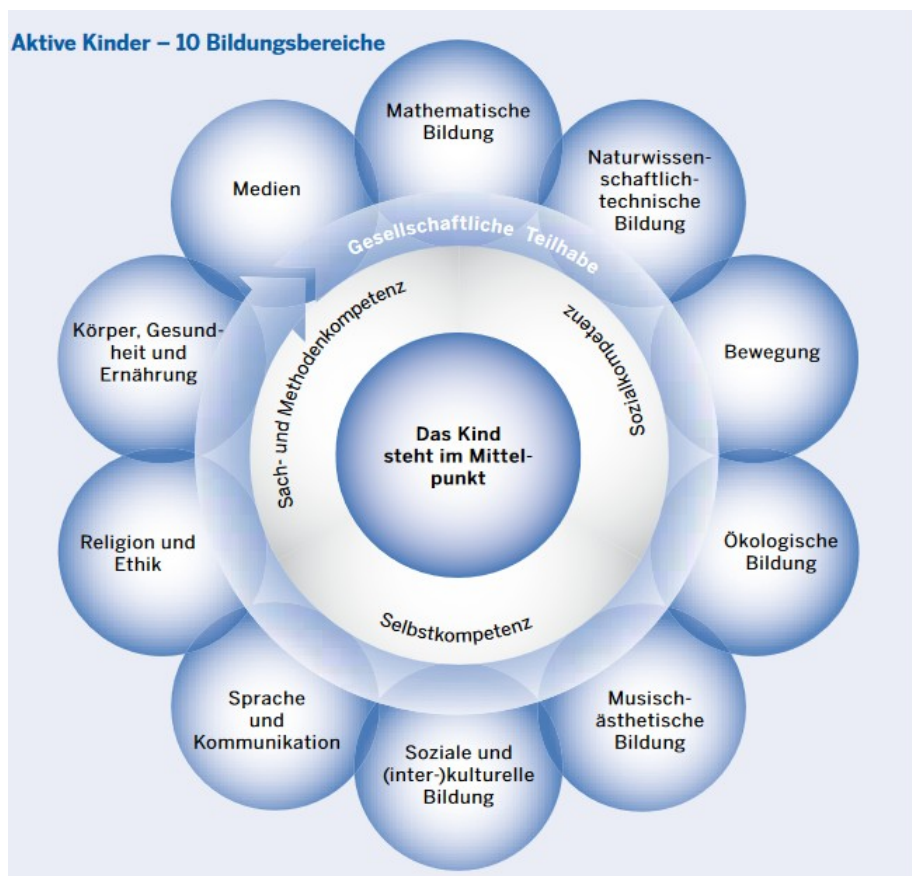 Aktive Kinder – 10 Bildungsbereiche
Mathematische
Bildung
Naturwissen-
schaftlich-
technische
Bildung
Bewegung
Ökologische
Bildung
Musisch-
ästhetische
Bildung
Soziale und
(inter-)kulturelle
Bildung
Sprache
und
Kommunikation
Religion und
Ethik
Körper, Gesund-
heit und
Ernährung
Medien
Gesellschaftliche Teilhabe
Sach- und Methodenkompetenz
Sozialkompetenz
Selbstkompetenz
Das Kind
steht im Mittel-
punkt